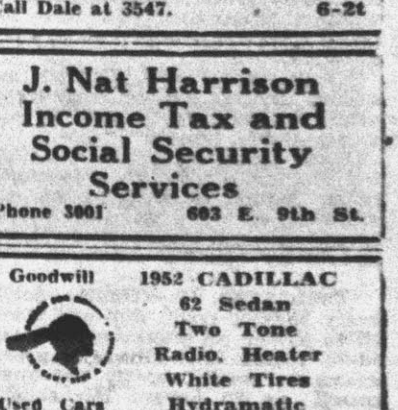 all Dale at 3547. 6-2t
J. Nat Harrison
Income Tax and
Social Security
Services
Phone 3001 603 E. 9th St.
Goodwill
Used Cars
1952 CADILLAC
62 Sedan
Two Tone
Radio. Heater
White Tires
Hydramatic